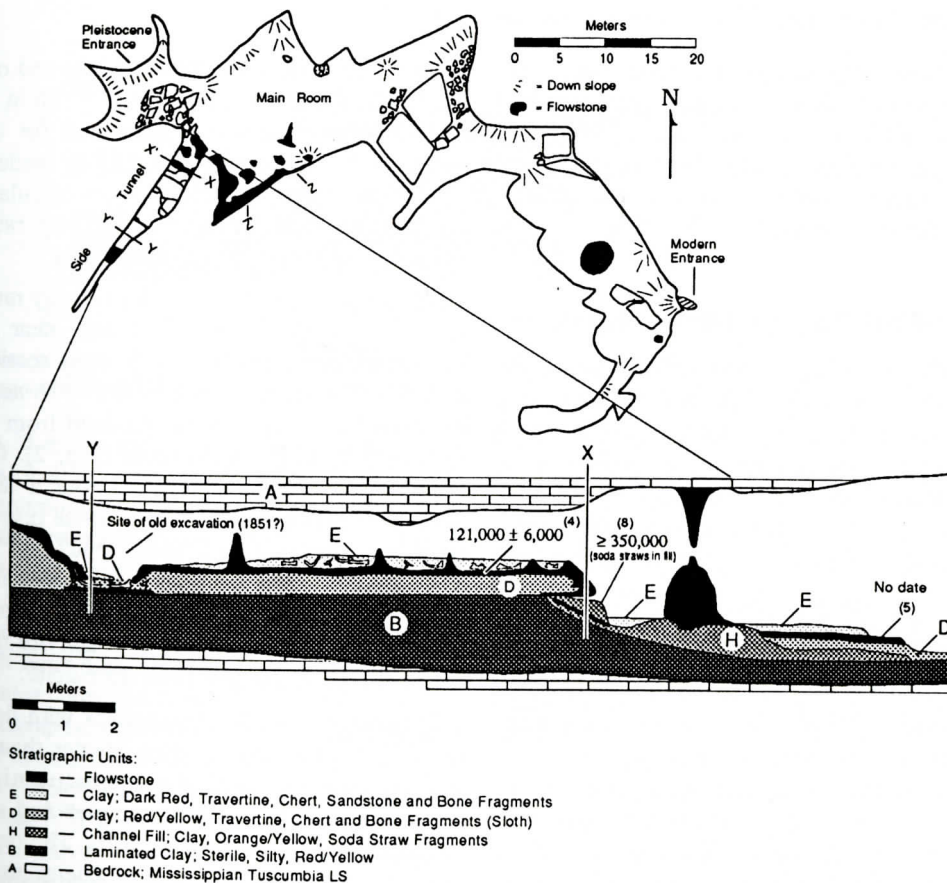 Pleistocene
Entrance
Meters
0 5 10 15 20
= Down slope
= Flowstone
N
Main Room
X
X
Side Tunnel
Y
Y
Z
Z
Modern
Entrance
Y
X
A
Site of old excavation (1851?)
E
D
E
121,000 ± 6,000 (4)
(8)
≥ 350,000
(soda straws in fill)
D
E
No date
(5)
E
D
B
H
Meters
0 1 2
Stratigraphic Units:
— Flowstone
E — Clay; Dark Red, Travertine, Chert, Sandstone and Bone Fragments
D — Clay; Red/Yellow, Travertine, Chert and Bone Fragments (Sloth)
H — Channel Fill; Clay, Orange/Yellow, Soda Straw Fragments
B — Laminated Clay; Sterile, Silty, Red/Yellow
A — Bedrock; Mississippian Tuscumbia LS